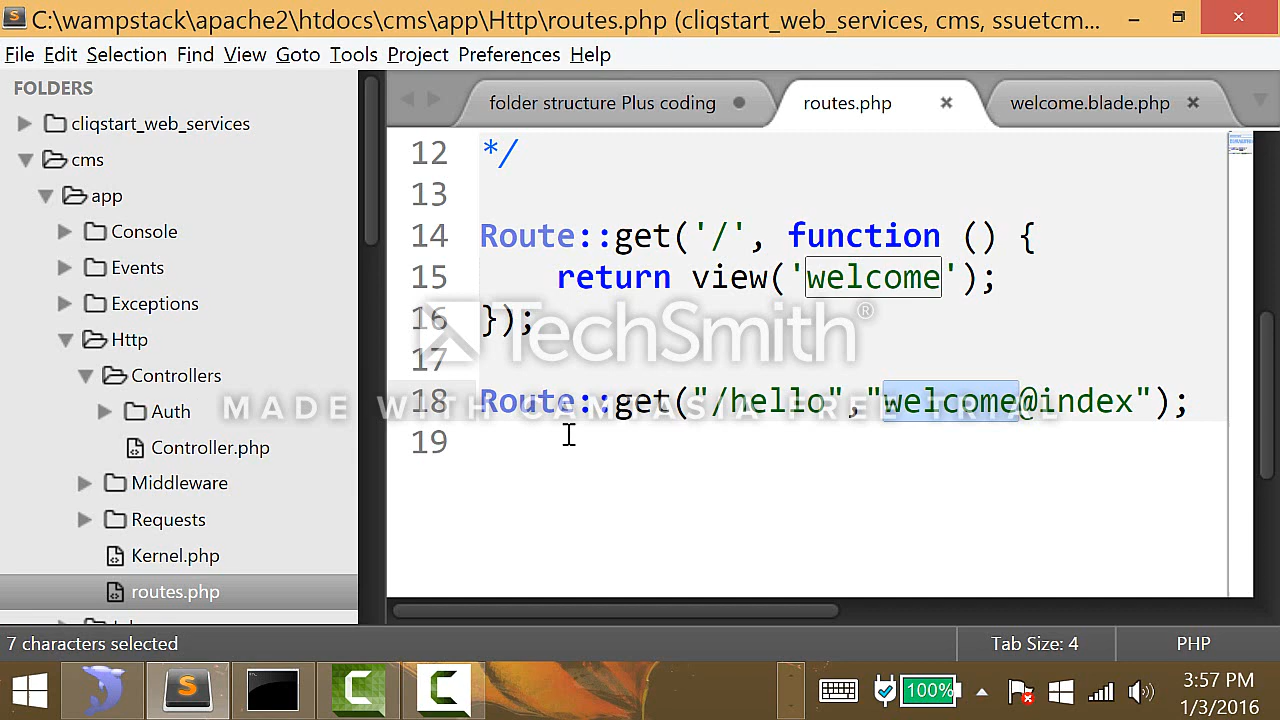 C:\wampstack\apache2\htdocs\cms\app\Http\routes.php (cliqstart_web_services, cms, ssuetcm...
File Edit Selection Find View Goto Tools Project Preferences Help
FOLDERS
cliqstart_web_services
cms
app
Console
Events
Exceptions
Http
Controllers
Auth
Controller.php
Middleware
Requests
Kernel.php
routes.php
folder structure Plus coding
routes.php
welcome.blade.php
12 */
13
14 Route::get('/', function () {
15 return view('welcome');
16 });
17
18 Route::get("/hello","welcome@index");
19
TechSmith®
MADE WITH CAMTASIA FREE TRIAL
7 characters selected
Tab Size: 4
PHP
100%
3:57 PM
1/3/2016